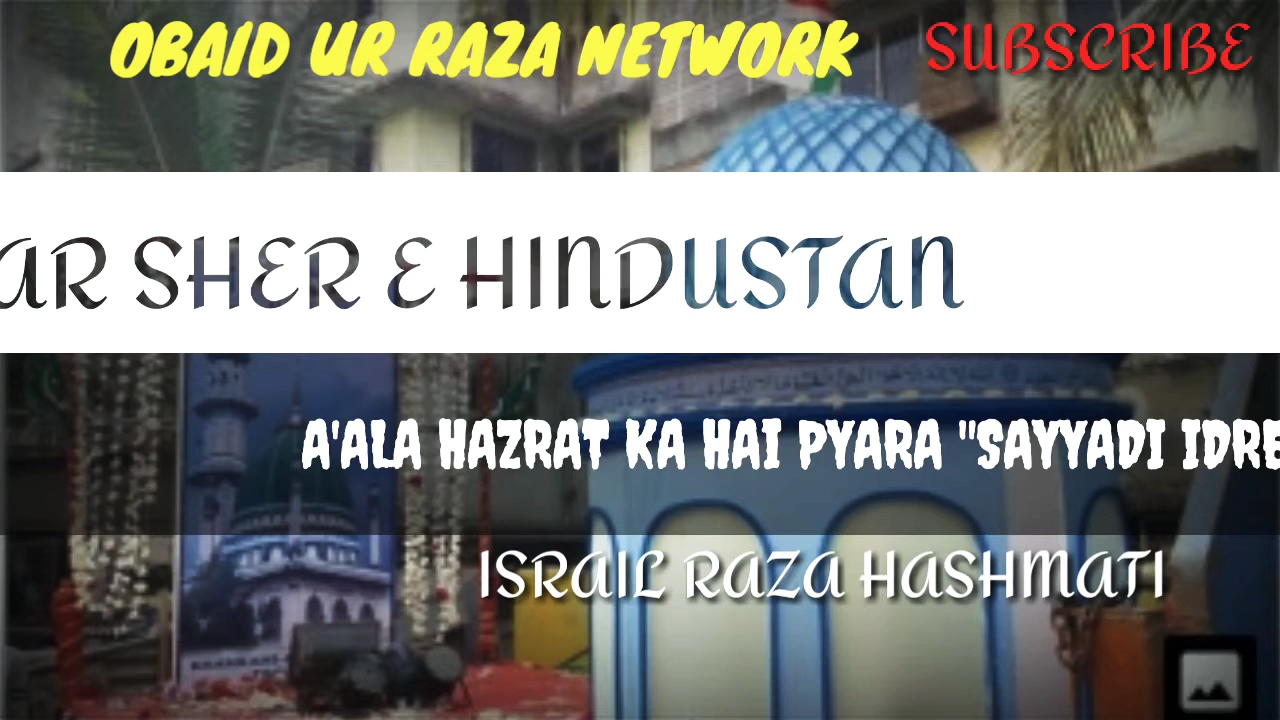 OBAID UR RAZA NETWORK SUBSCRIBE
AR SHER E HINDUSTAN
A'ALA HAZRAT KA HAI PYARA "SAYYADI IDRE
ISRAIL RAZA HASHMATI